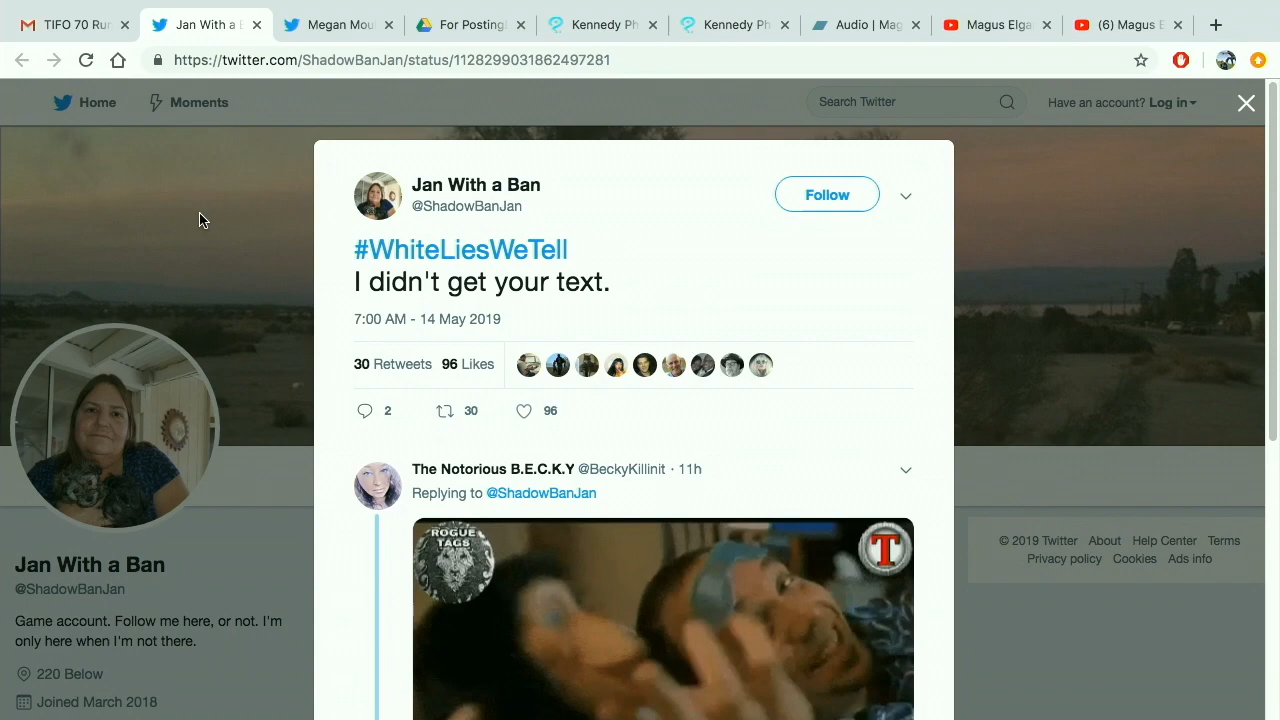 TIFO 70 Run
Jan With a B
Megan Mou
For Posting
Kennedy Ph
Kennedy Ph
Audio | Mag
Magus Elga
(6) Magus E
https://twitter.com/ShadowBanJan/status/1128299031862497281
Home
Moments
Search Twitter
Have an account? Log in
Jan With a Ban
@ShadowBanJan
Follow
#WhiteLiesWeTell
I didn't get your text.
7:00 AM - 14 May 2019
30 Retweets 96 Likes
2 30 96
The Notorious B.E.C.K.Y @BeckyKillinit · 11h
Replying to @ShadowBanJan
ROGUE
TAGS
T
Jan With a Ban
@ShadowBanJan
Game account. Follow me here, or not. I'm
only here when I'm not there.
220 Below
Joined March 2018
© 2019 Twitter About Help Center Terms
Privacy policy Cookies Ads info